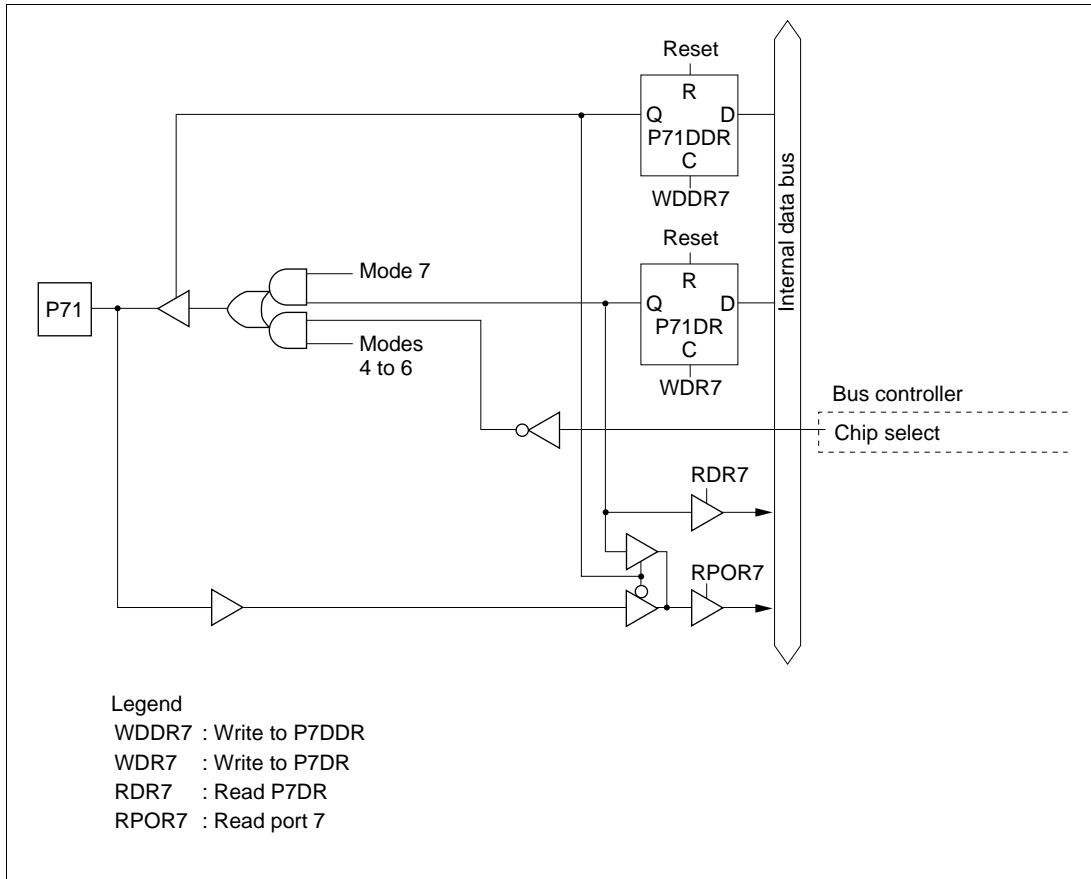 Reset
R
Q D
P71DDR
C
WDDR7
Internal data bus
Reset
R
Q D
P71DR
C
WDR7
Mode 7
P71
Modes
4 to 6
Bus controller
Chip select
RDR7
RPOR7
Legend
WDDR7 : Write to P7DDR
WDR7 : Write to P7DR
RDR7 : Read P7DR
RPOR7 : Read port 7